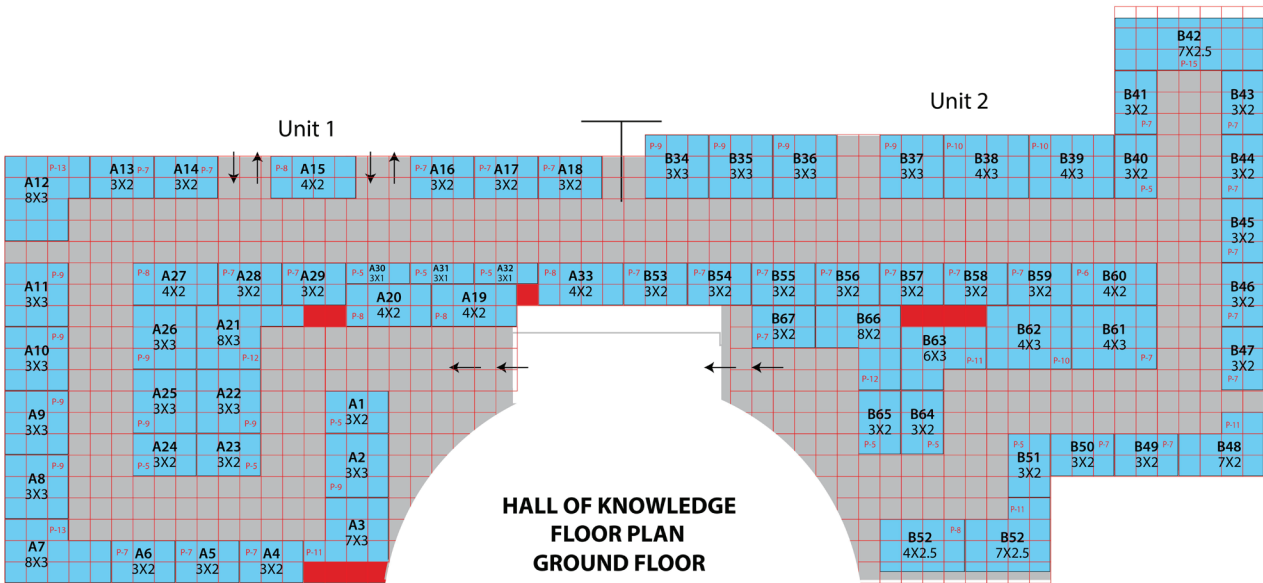 B42
7X2.5
P-15
Unit 1
Unit 2
B41
3X2
P-7
B43
3X2
P-7
P-13
A12
8X3
A13
P-7
3X2
A14
P-7
3X2
P-8
A15
4X2
P-7
A16
3X2
P-7
A17
3X2
P-7
A18
3X2
P-9
B34
3X3
P-9
B35
3X3
P-9
B36
3X3
P-9
B37
3X3
P-10
B38
4X3
P-10
B39
4X3
B40
3X2
P-5
B44
3X2
P-7
B45
3X2
P-7
P-9
A11
3X3
P-8
A27
4X2
P-7
A28
3X2
P-7
A29
3X2
P-5
A30
3X1
P-5
A31
3X1
P-5
A32
3X1
P-8
A33
4X2
P-7
B53
3X2
P-7
B54
3X2
P-7
B55
3X2
P-7
B56
3X2
P-7
B57
3X2
P-7
B58
3X2
P-7
B59
3X2
P-6
B60
4X2
B46
3X2
P-7
A20
4X2
P-8
A19
4X2
P-8
A26
3X3
P-9
A21
8X3
P-12
B67
3X2
P-7
B66
8X2
P-12
B63
6X3
P-11
B62
4X3
P-10
B61
4X3
P-7
B47
3X2
P-7
P-9
A10
3X3
A25
3X3
P-9
A22
3X3
P-9
P-9
A9
3X3
A1
3X2
P-5
B65
3X2
P-5
B64
3X2
P-5
A24
3X2
P-5
A23
3X2
P-5
A2
3X3
P-9
P-5
B51
3X2
P-11
B50
P-7
3X2
B49
P-7
3X2
P-11
B48
7X2
P-9
A8
3X3
A3
7X3
P-11
P-13
A7
8X3
P-7
A6
3X2
P-7
A5
3X2
P-7
A4
3X2
B52
P-8
4X2.5
B52
7X2.5
HALL OF KNOWLEDGE
FLOOR PLAN
GROUND FLOOR